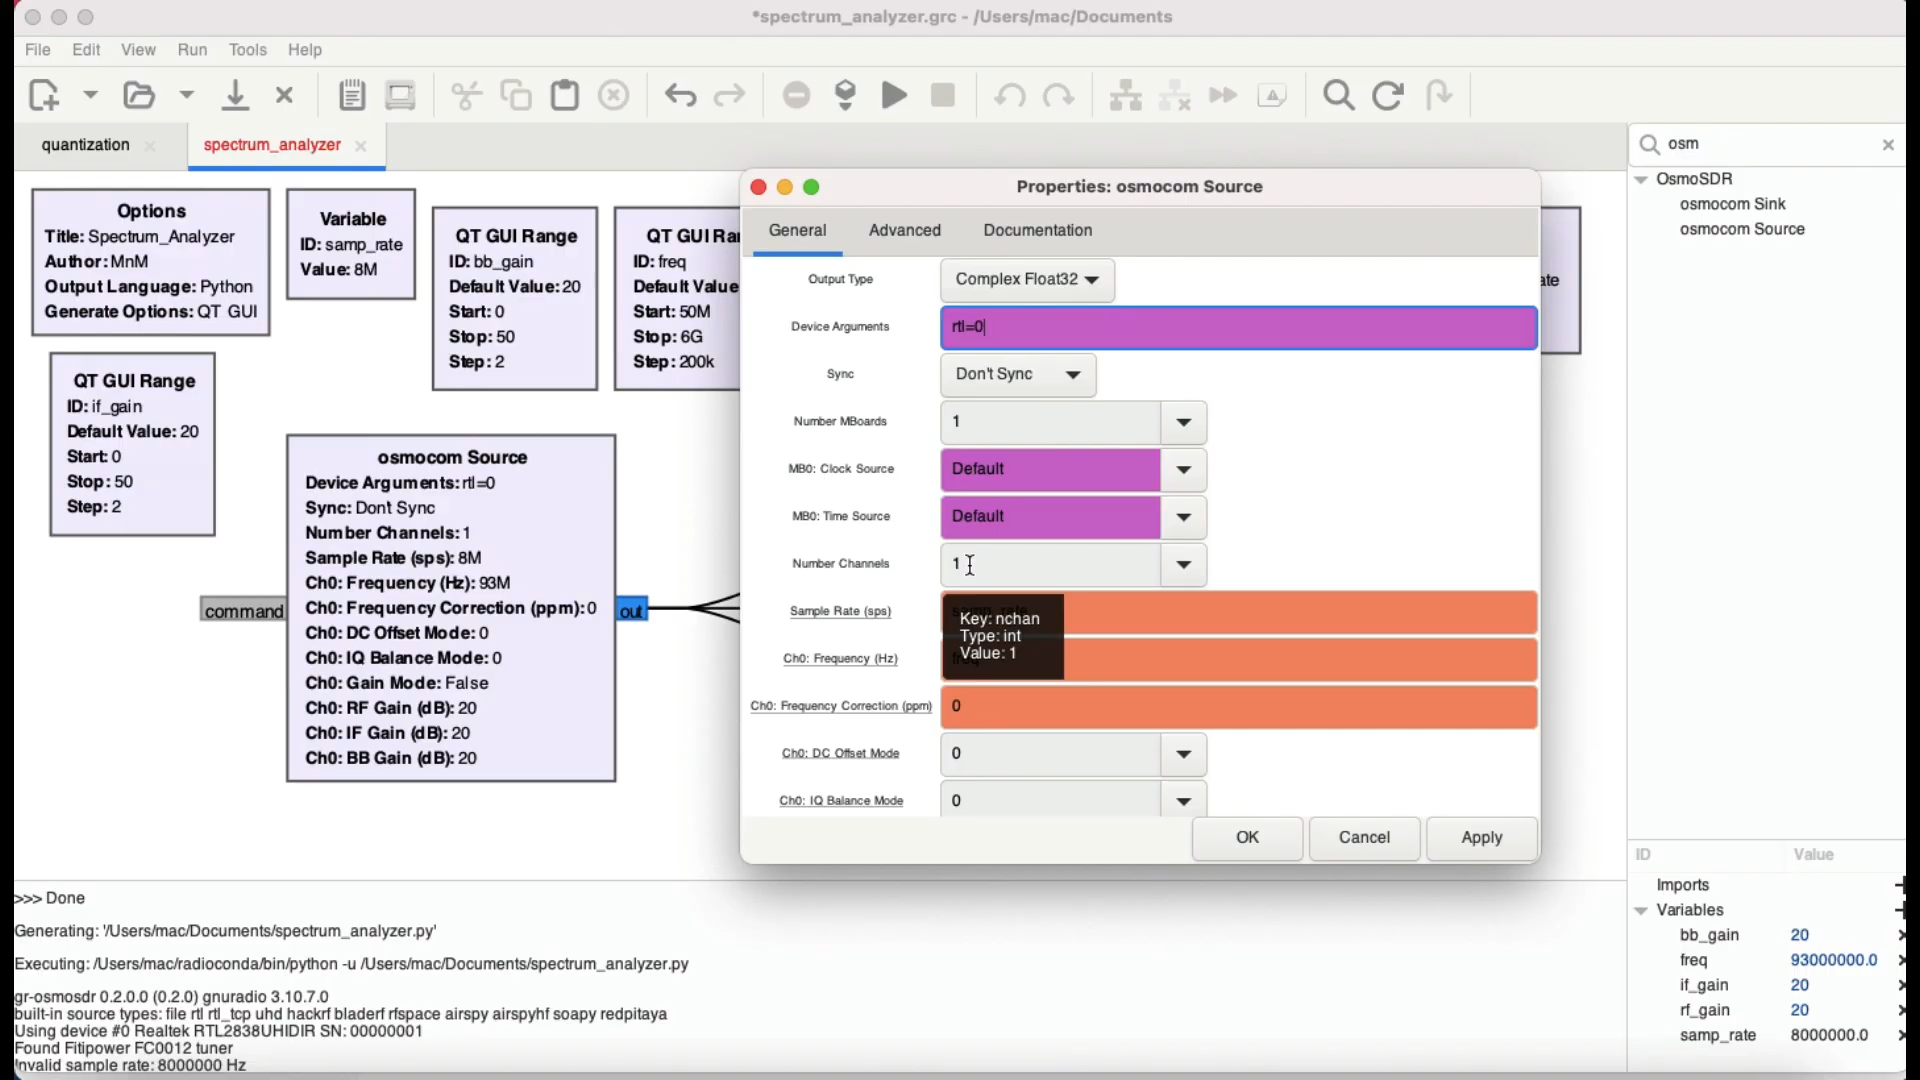 *spectrum_analyzer.grc - /Users/mac/Documents
File Edit View Run Tools Help
quantization
spectrum_analyzer
Options
Title: Spectrum_Analyzer
Author: MnM
Output Language: Python
Generate Options: QT GUI
Variable
ID: samp_rate
Value: 8M
QT GUI Range
ID: bb_gain
Default Value: 20
Start: 0
Stop: 50
Step: 2
QT GUI Ra
ID: freq
Default Value
Start: 50M
Stop: 6G
Step: 200k
QT GUI Range
ID: if_gain
Default Value: 20
Start: 0
Stop: 50
Step: 2
osmocom Source
Device Arguments: rtl=0
Sync: Don't Sync
Number Channels: 1
Sample Rate (sps): 8M
Ch0: Frequency (Hz): 93M
Ch0: Frequency Correction (ppm): 0
Ch0: DC Offset Mode: 0
Ch0: IQ Balance Mode: 0
Ch0: Gain Mode: False
Ch0: RF Gain (dB): 20
Ch0: IF Gain (dB): 20
Ch0: BB Gain (dB): 20
command
out
Properties: osmocom Source
General Advanced Documentation
Output Type Complex Float32
Device Arguments rtl=0
Sync Don't Sync
Number MBoards 1
MB0: Clock Source Default
MB0: Time Source Default
Number Channels 1
Sample Rate (sps)
Key: nchan
Type: int
Value: 1
Ch0: Frequency (Hz)
Ch0: Frequency Correction (ppm) 0
Ch0: DC Offset Mode 0
Ch0: IQ Balance Mode 0
OK Cancel Apply
ate
osm
OsmoSDR
osmocom Sink
osmocom Source
ID Value
Imports
Variables
bb_gain 20
freq 93000000.0
if_gain 20
rf_gain 20
samp_rate 8000000.0
>>> Done
Generating: '/Users/mac/Documents/spectrum_analyzer.py'
Executing: /Users/mac/radioconda/bin/python -u /Users/mac/Documents/spectrum_analyzer.py
gr-osmosdr 0.2.0.0 (0.2.0) gnuradio 3.10.7.0
built-in source types: file rtl rtl_tcp uhd hackrf bladerf rfspace airspy airspyhf soapy redpitaya
Using device #0 Realtek RTL2838UHIDIR SN: 00000001
Found Fitipower FC0012 tuner
Invalid sample rate: 8000000 Hz